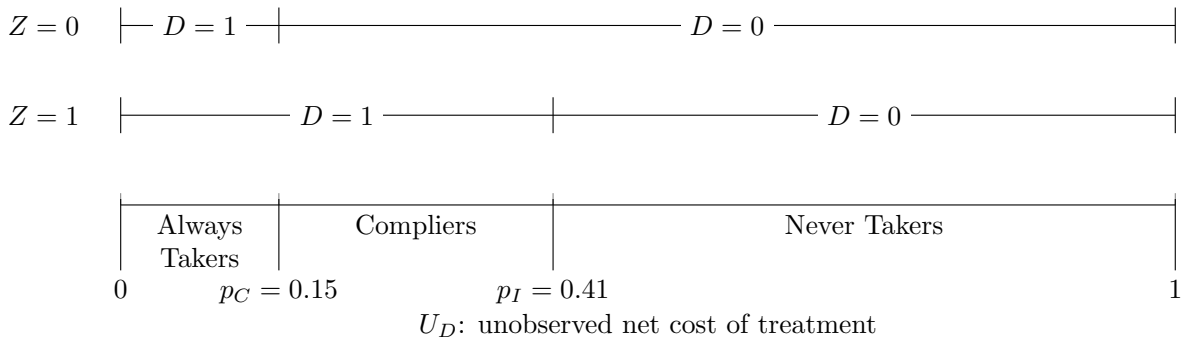 Z = 0 D = 1 D = 0
Z = 1 D = 1 D = 0
Always Takers Compliers Never Takers
0 p_C = 0.15 p_I = 0.41 1
U_D: unobserved net cost of treatment